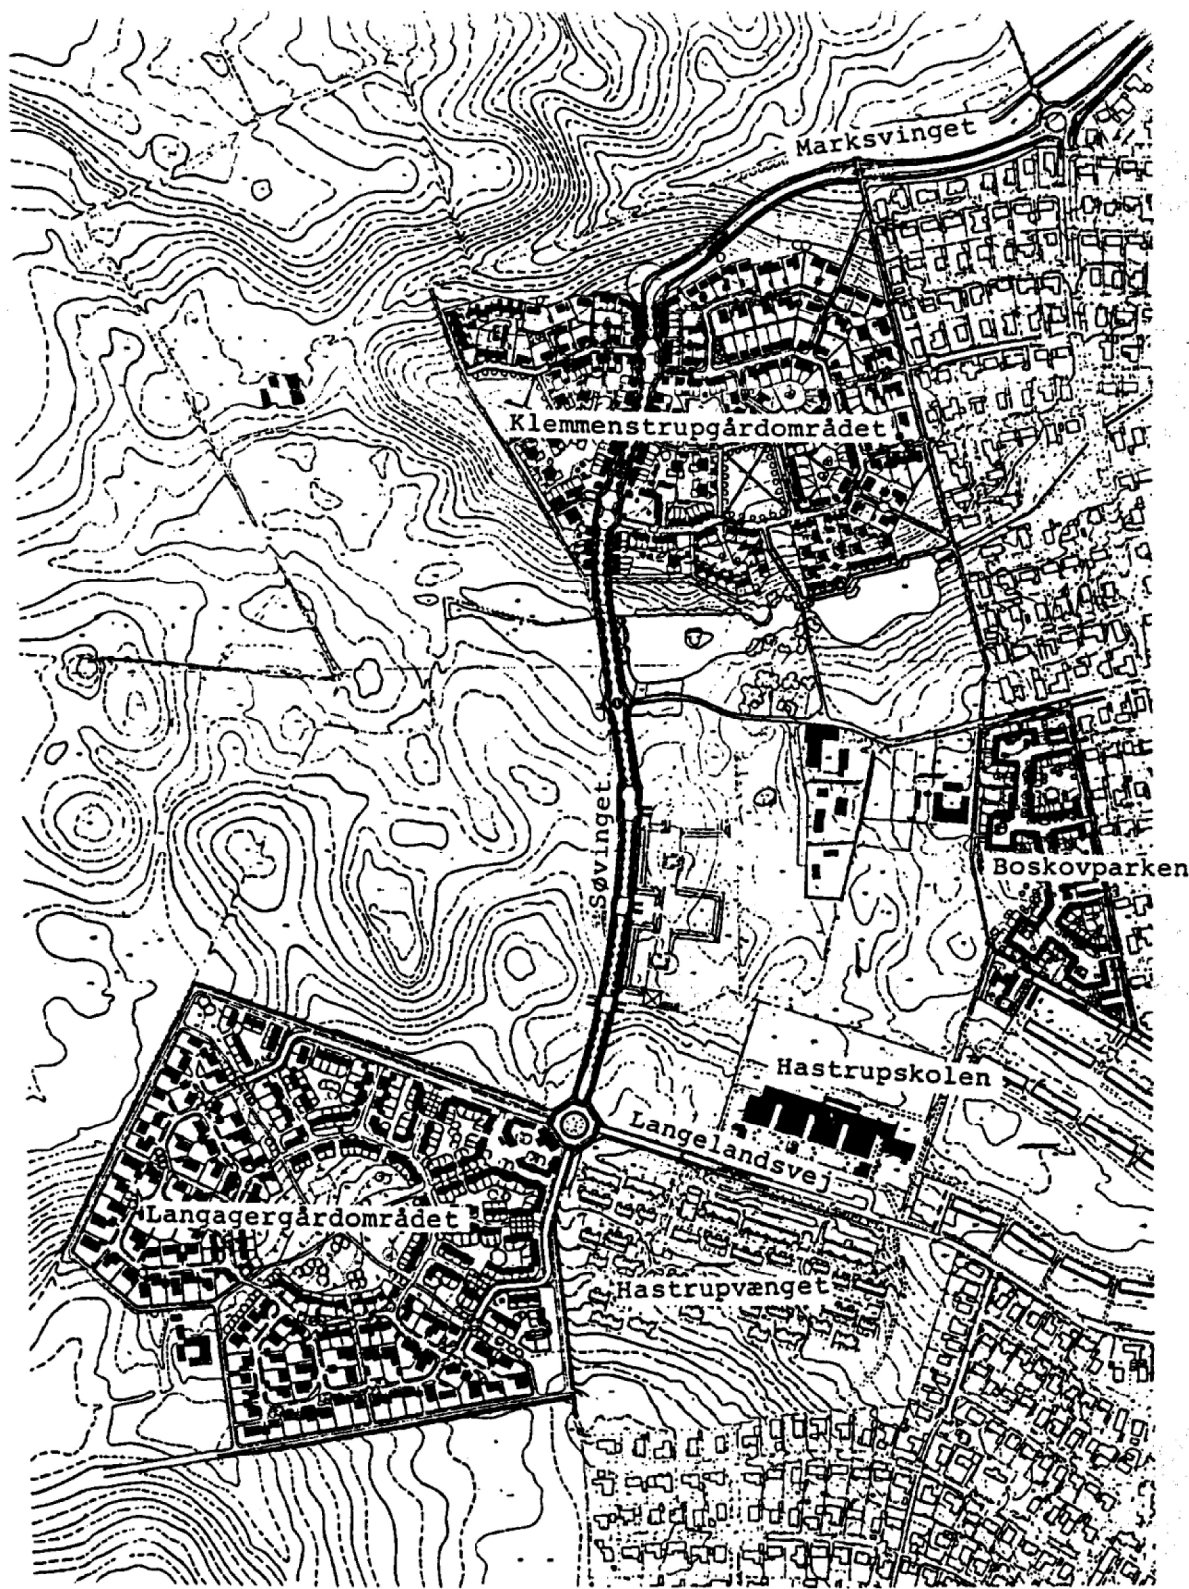 Marksvinget
Klemmenstrupgårdområdet
Søvinget
Boskovparken
Hastrupskolen
Langelandsvej
Langagergårdområdet
Hastrupvænget